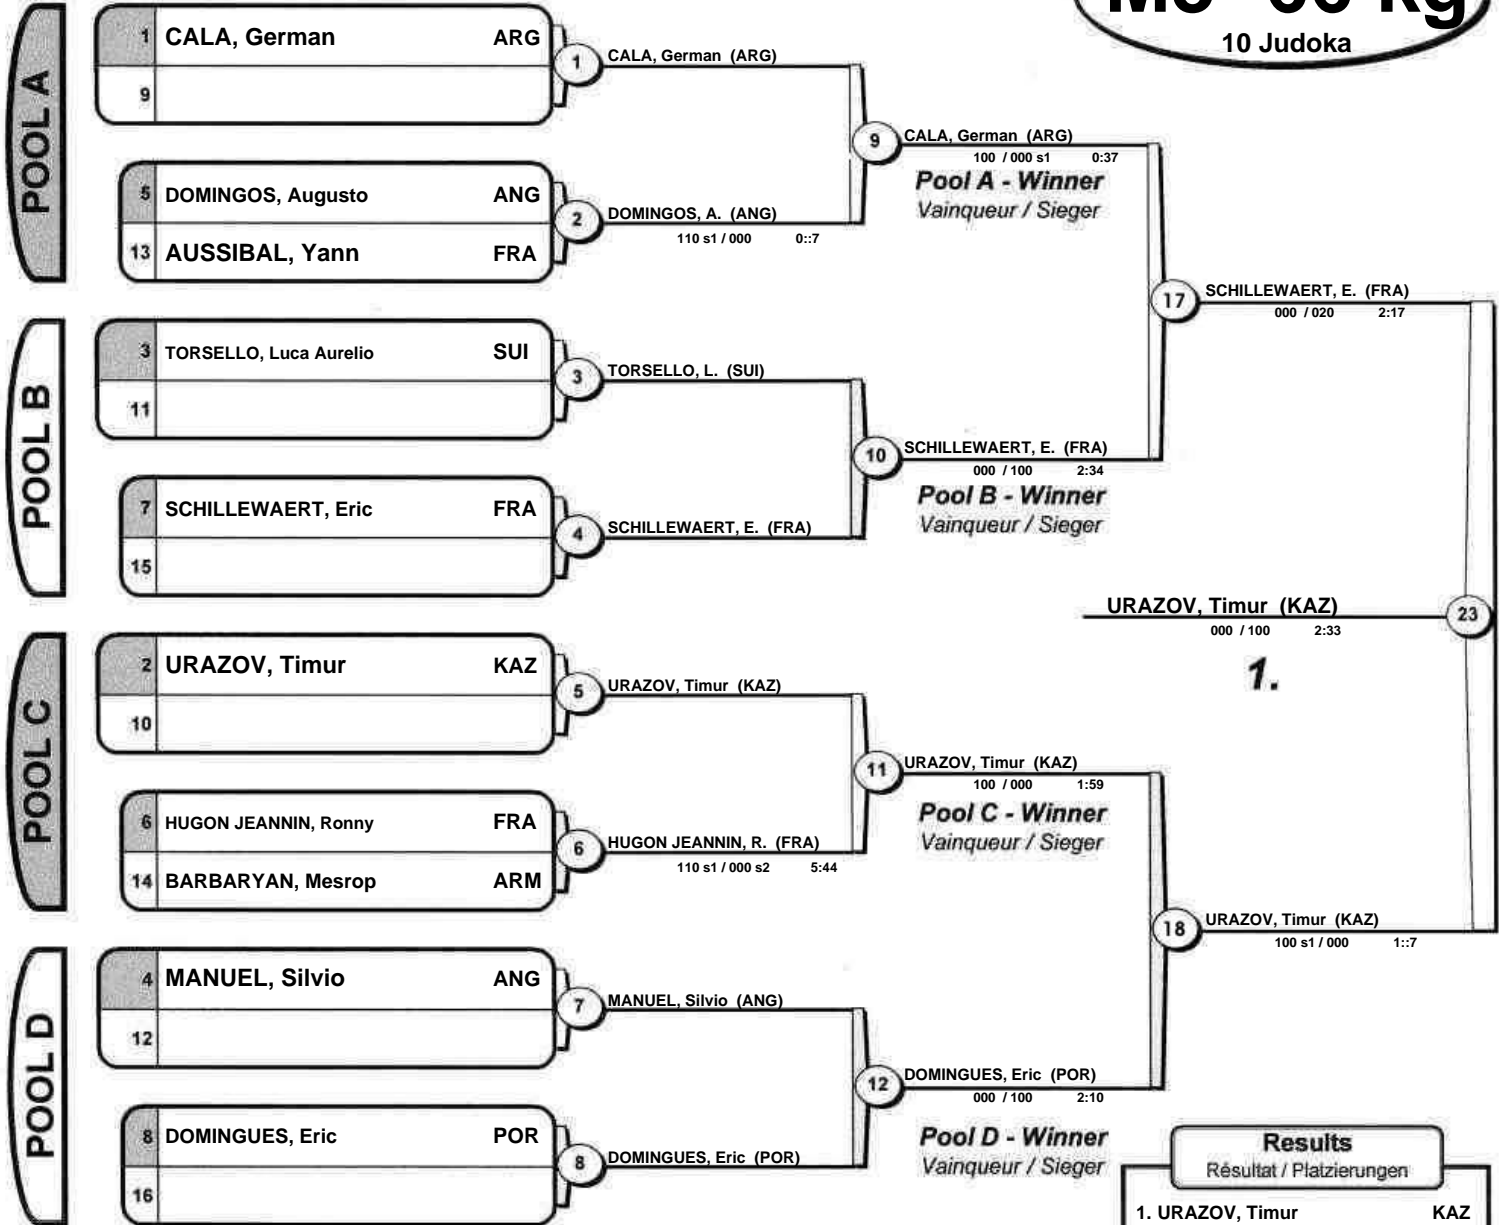 10 Judoka
POOL A
1 CALA, German ARG
9
5 DOMINGOS, Augusto ANG
13 AUSSIBAL, Yann FRA
POOL B
3 TORSELLO, Luca Aurelio SUI
11
7 SCHILLEWAERT, Eric FRA
15
POOL C
2 URAZOV, Timur KAZ
10
6 HUGON JEANNIN, Ronny FRA
14 BARBARYAN, Mesrop ARM
POOL D
4 MANUEL, Silvio ANG
12
8 DOMINGUES, Eric POR
16
1 CALA, German (ARG)
2 DOMINGOS, A. (ANG)
110 s1 / 000 0::7
3 TORSELLO, L. (SUI)
4 SCHILLEWAERT, E. (FRA)
5 URAZOV, Timur (KAZ)
6 HUGON JEANNIN, R. (FRA)
110 s1 / 000 s2 5:44
7 MANUEL, Silvio (ANG)
8 DOMINGUES, Eric (POR)
9 CALA, German (ARG)
100 / 000 s1 0:37
Pool A - Winner
Vainqueur / Sieger
10 SCHILLEWAERT, E. (FRA)
000 / 100 2:34
Pool B - Winner
Vainqueur / Sieger
11 URAZOV, Timur (KAZ)
100 / 000 1:59
Pool C - Winner
Vainqueur / Sieger
12 DOMINGUES, Eric (POR)
000 / 100 2:10
Pool D - Winner
Vainqueur / Sieger
17 SCHILLEWAERT, E. (FRA)
000 / 020 2:17
18 URAZOV, Timur (KAZ)
100 s1 / 000 1::7
URAZOV, Timur (KAZ) 23
000 / 100 2:33
1.
Results
Résultat / Platzierungen
1. URAZOV, Timur KAZ